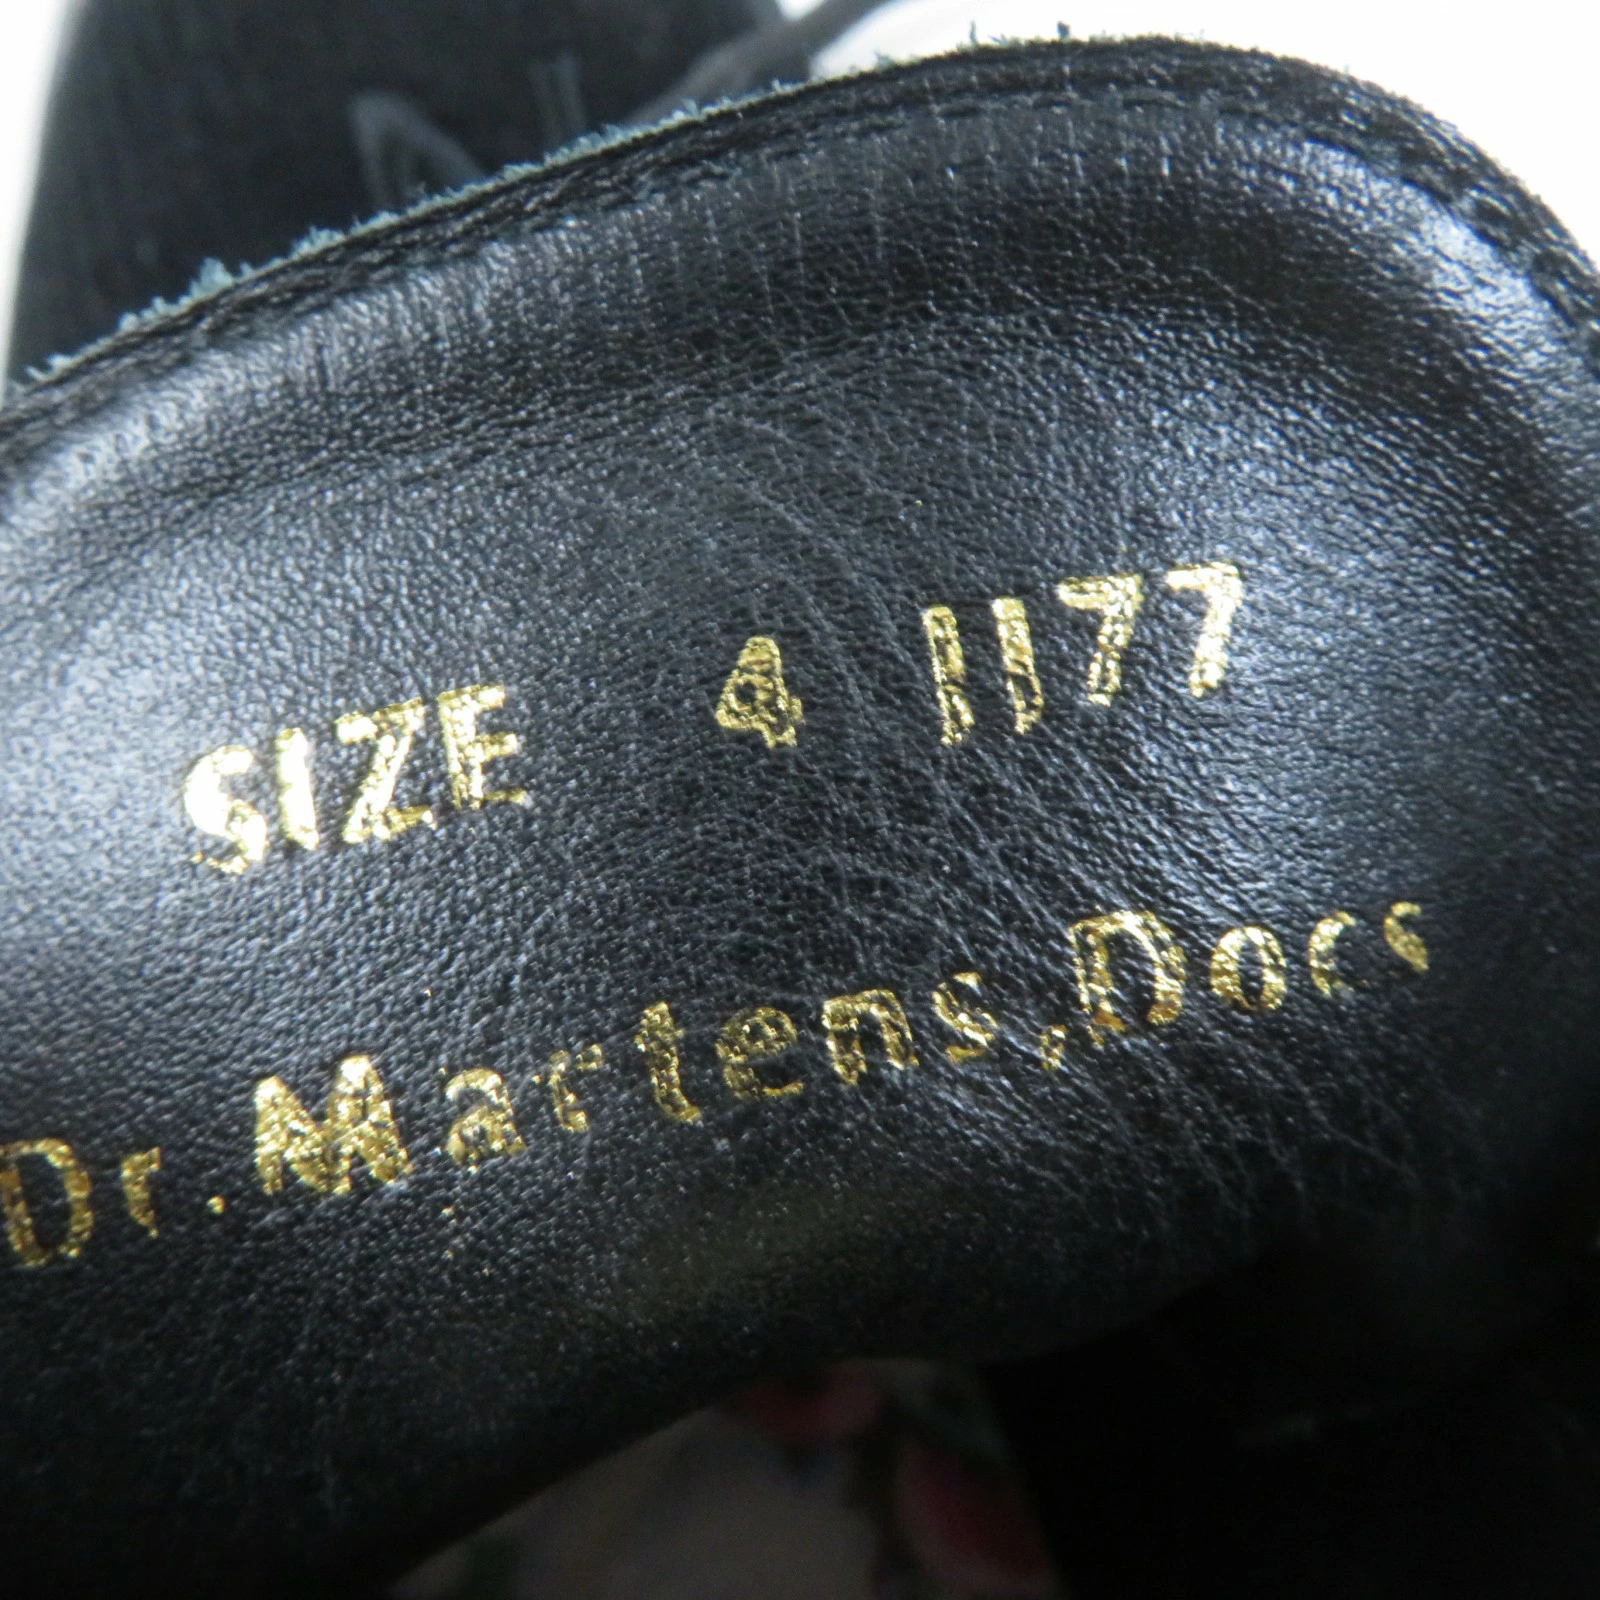 SIZE 4 1177
Dr.Martens,Docs